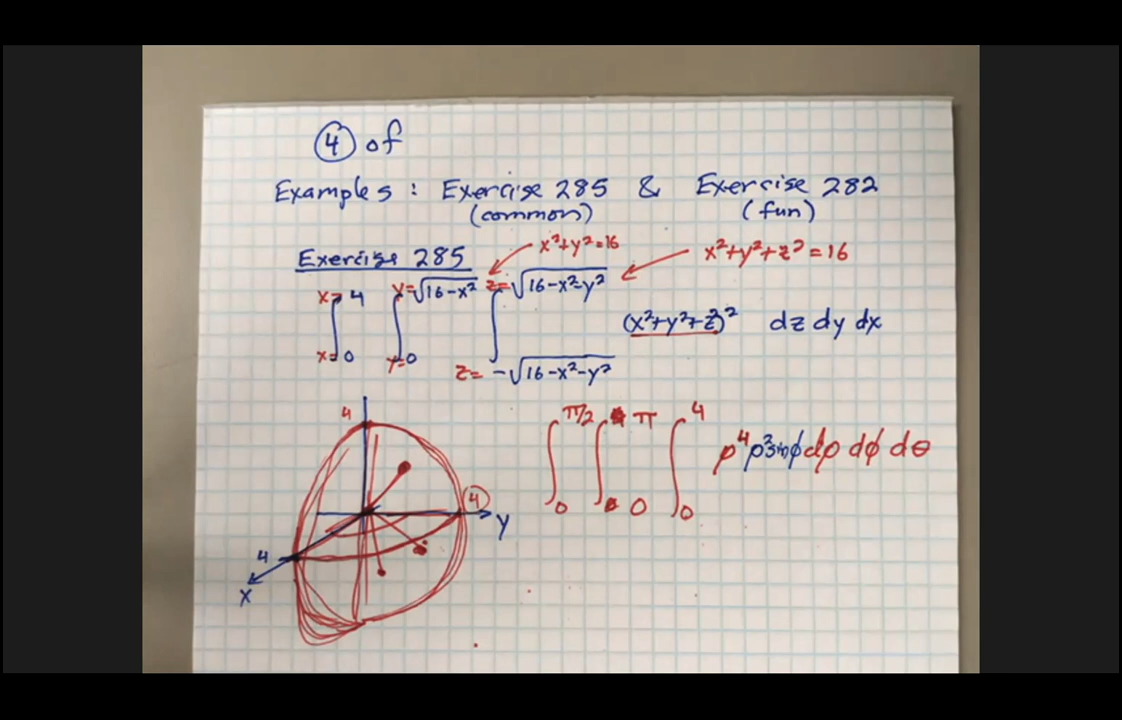 ④ of
Examples : Exercise 285 & Exercise 282
(common) (fun)
Exercise 285
x²+y²=16 x²+y²+z²=16
x=4 y=√16-x² z=√16-x²-y²
∫ ∫ ∫ (x²+y²+z²)² dz dy dx
x=0 y=0 z=-√16-x²-y²
4
4
4
Y
X
π/2 π 4
∫ ∫ ∫ ρ⁴ρ²sinϕdρ dϕ dθ
0 0 0